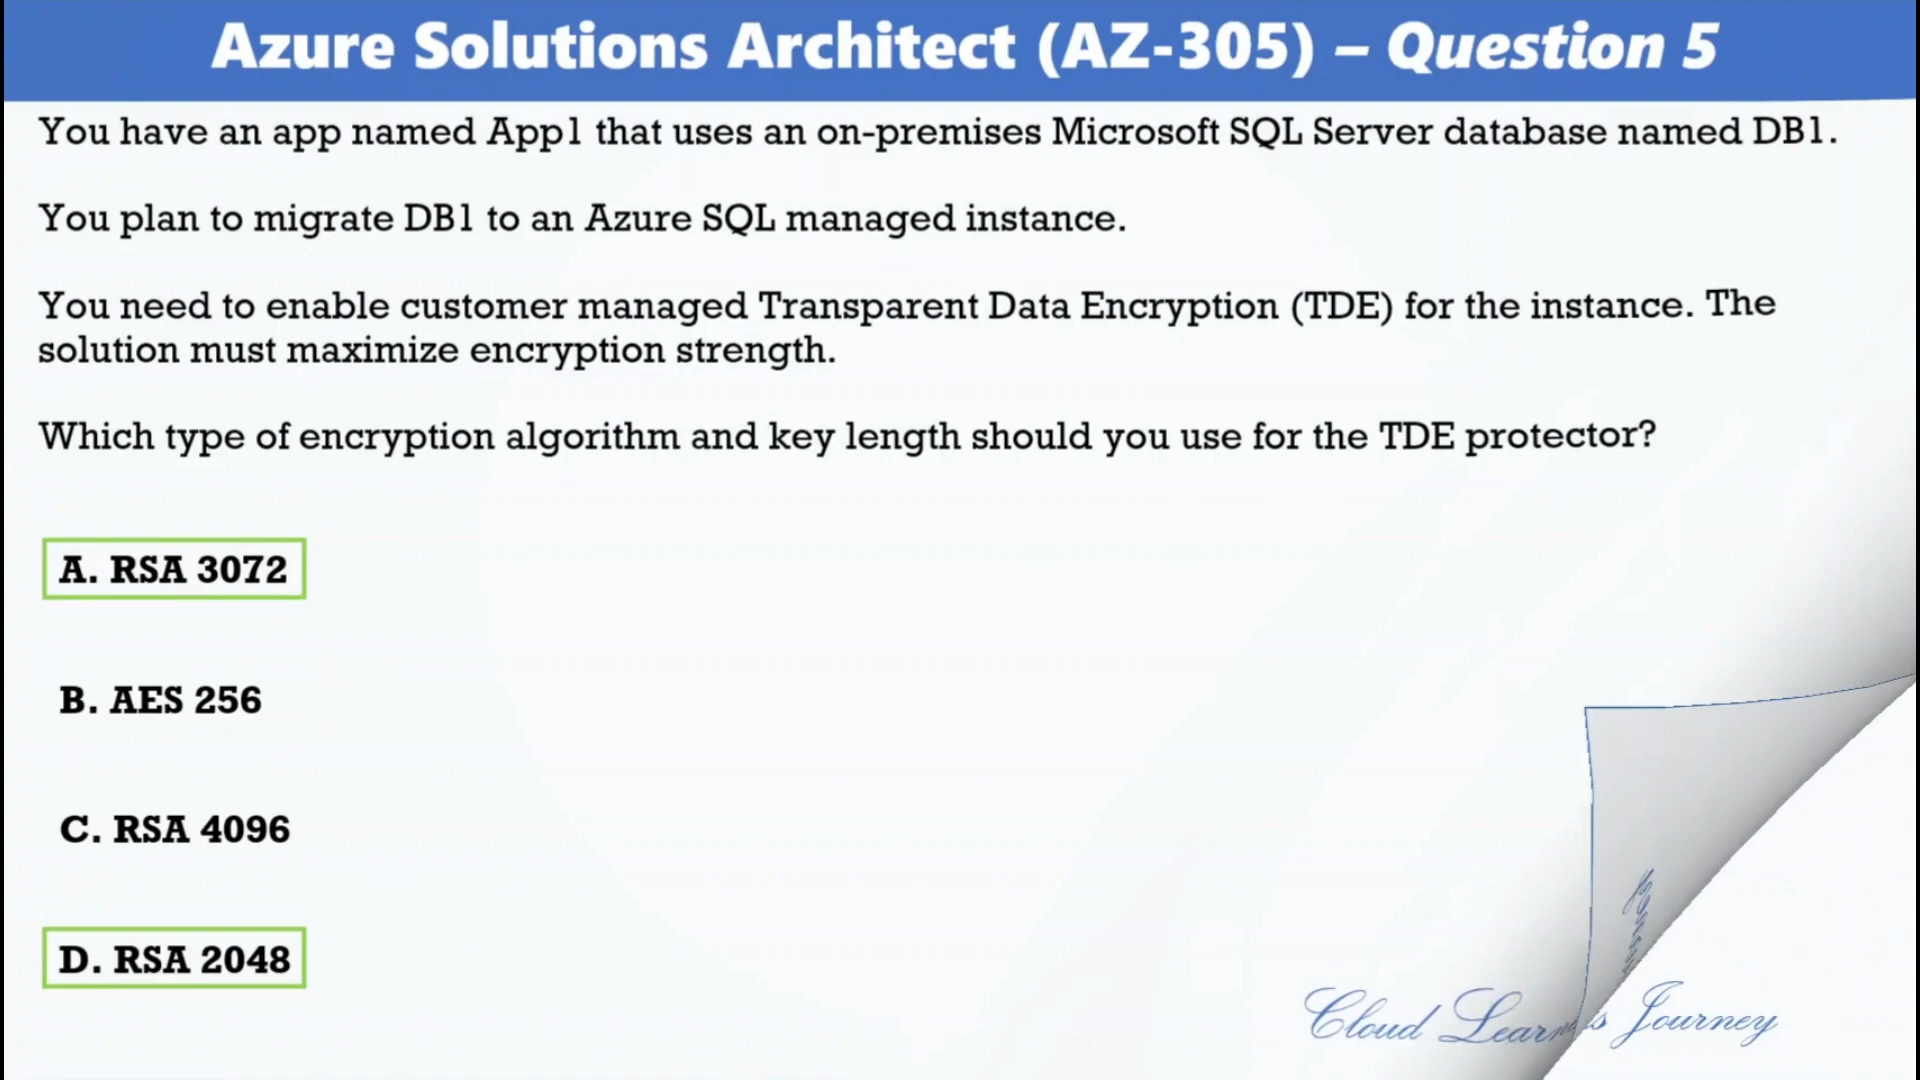 Azure Solutions Architect (AZ-305) – Question 5
You have an app named App1 that uses an on-premises Microsoft SQL Server database named DB1.
You plan to migrate DB1 to an Azure SQL managed instance.
You need to enable customer managed Transparent Data Encryption (TDE) for the instance. The
solution must maximize encryption strength.
Which type of encryption algorithm and key length should you use for the TDE protector?
A. RSA 3072
B. AES 256
C. RSA 4096
D. RSA 2048
Cloud Journey